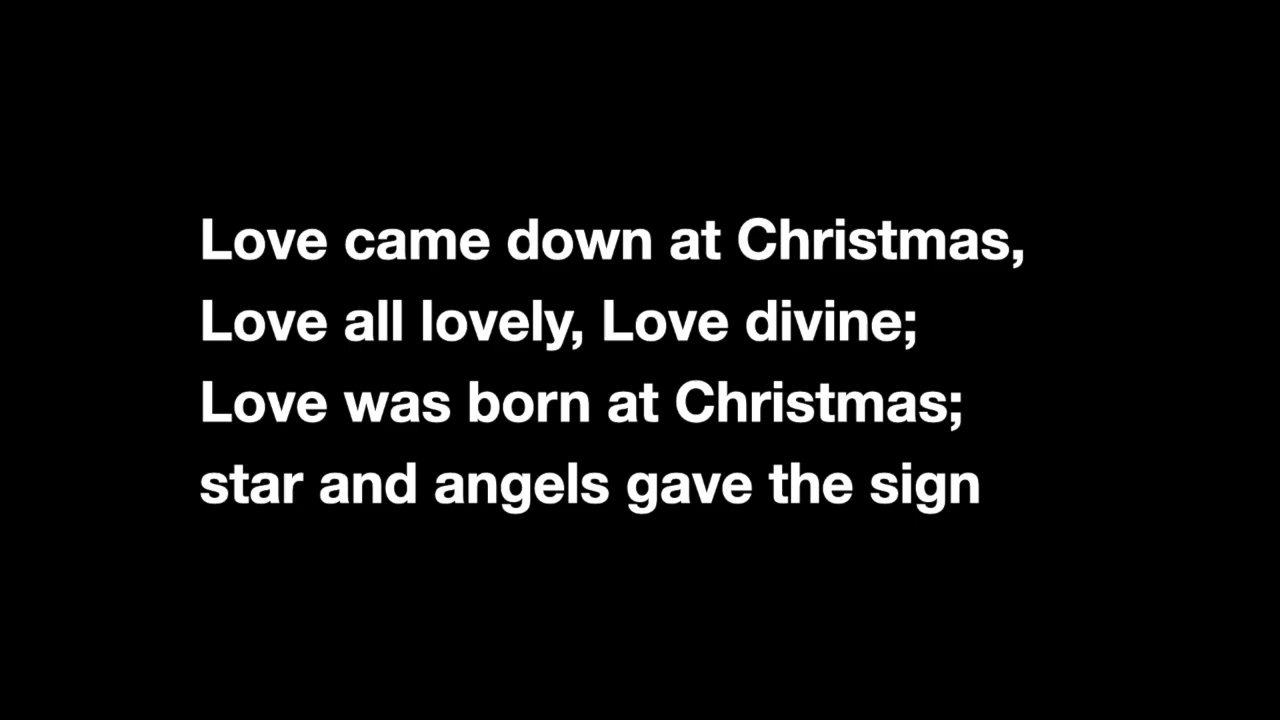 Love came down at Christmas,
Love all lovely, Love divine;
Love was born at Christmas;
star and angels gave the sign